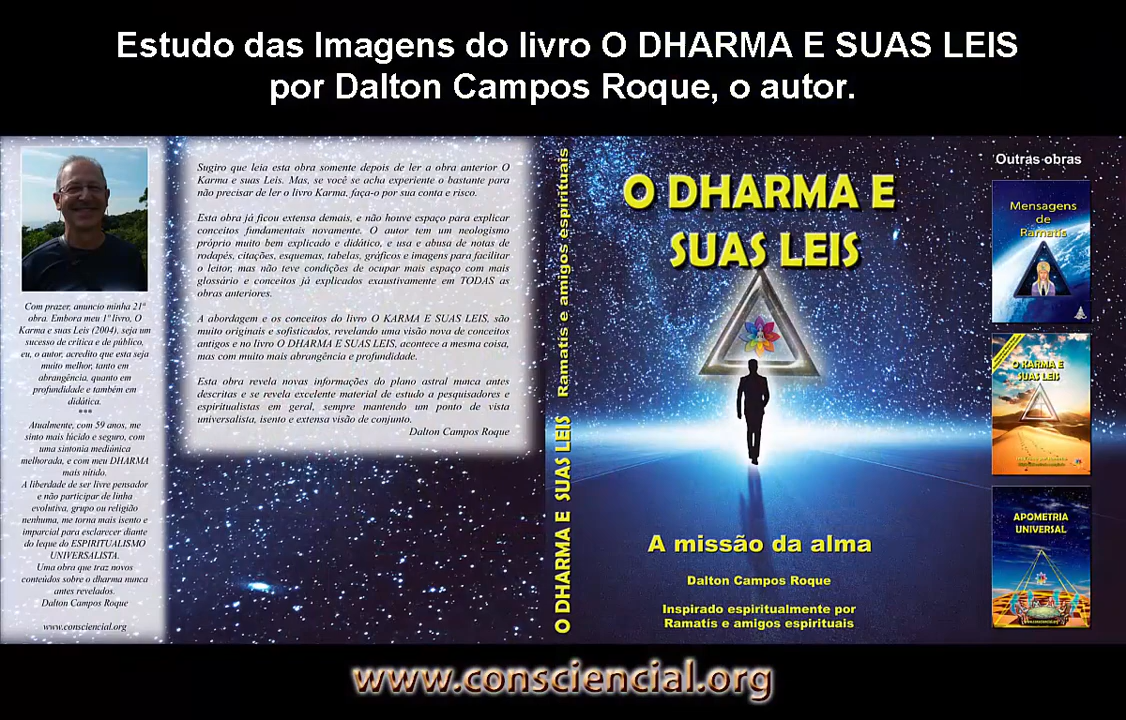 Estudo das Imagens do livro O DHARMA E SUAS LEIS
por Dalton Campos Roque, o autor.
Com prazer, anuncio minha 21ª
obra. Embora meu 1º livro, O
Karma e suas Leis (2004), seja um
sucesso de crítica e de público,
eu, o autor, acredito que esta seja
muito melhor, tanto em
abrangência, quanto em
profundidade e também em
didática.
***
Atualmente, com 59 anos, me
sinto mais lúcido e seguro, com
uma sintonia mediúnica
melhorada, e com meu DHARMA
mais nítido.
A liberdade de ser livre pensador
e não participar de linha
evolutiva, grupo ou religião
nenhuma, me torna mais isento e
imparcial para esclarecer diante
do leque do ESPIRITUALISMO
UNIVERSALISTA.
Uma obra que traz novos
conteúdos sobre o dharma nunca
antes revelados.
Dalton Campos Roque
www.consciencial.org
Sugiro que leia esta obra somente depois de ler a obra anterior O
Karma e suas Leis. Mas, se você se acha experiente o bastante para
não precisar de ler o livro Karma, faça-o por sua conta e risco.
Esta obra já ficou extensa demais, e não houve espaço para explicar
conceitos fundamentais novamente. O autor tem um neologismo
próprio muito bem explicado e didático, e usa e abusa de notas de
rodapés, citações, esquemas, tabelas, gráficos e imagens para facilitar
o leitor, mas não teve condições de ocupar mais espaço com mais
glossário e conceitos já explicados exaustivamente em TODAS as
obras anteriores.
A abordagem e os conceitos do livro O KARMA E SUAS LEIS, são
muito originais e sofisticados, revelando uma visão nova de conceitos
antigos e no livro O DHARMA E SUAS LEIS, acontece a mesma coisa,
mas com muito mais abrangência e profundidade.
Esta obra revela novas informações do plano astral nunca antes
descritas e se revela excelente material de estudo a pesquisadores e
espiritualistas em geral, sempre mantendo um ponto de vista
universalista, isento e extensa visão de conjunto.
Dalton Campos Roque
O DHARMA E SUAS LEIS Ramatís e amigos espirituais
O DHARMA E
SUAS LEIS
A missão da alma
Dalton Campos Roque
Inspirado espiritualmente por
Ramatís e amigos espirituais
Outras obras
Mensagens
de
Ramatís
O KARMA E
SUAS LEIS
APOMETRIA
UNIVERSAL
www.consciencial.org